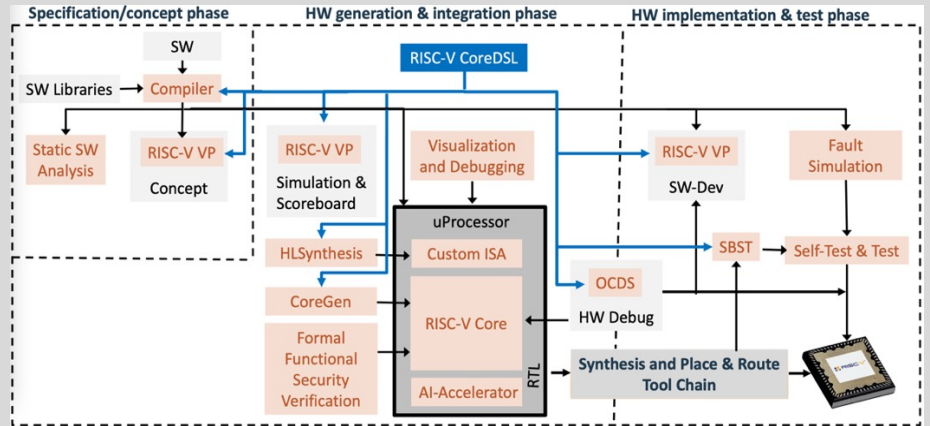 Specification/concept phase
HW generation & integration phase
HW implementation & test phase
SW
RISC-V CoreDSL
SW Libraries
Compiler
Static SW
Analysis
RISC-V VP
Concept
RISC-V VP
Simulation &
Scoreboard
Visualization
and Debugging
RISC-V VP
SW-Dev
Fault
Simulation
uProcessor
HLSynthesis
Custom ISA
SBST
Self-Test & Test
CoreGen
RISC-V Core
OCDS
HW Debug
Formal
Functional
Security
Verification
AI-Accelerator
RTL
Synthesis and Place & Route
Tool Chain
RISC-V